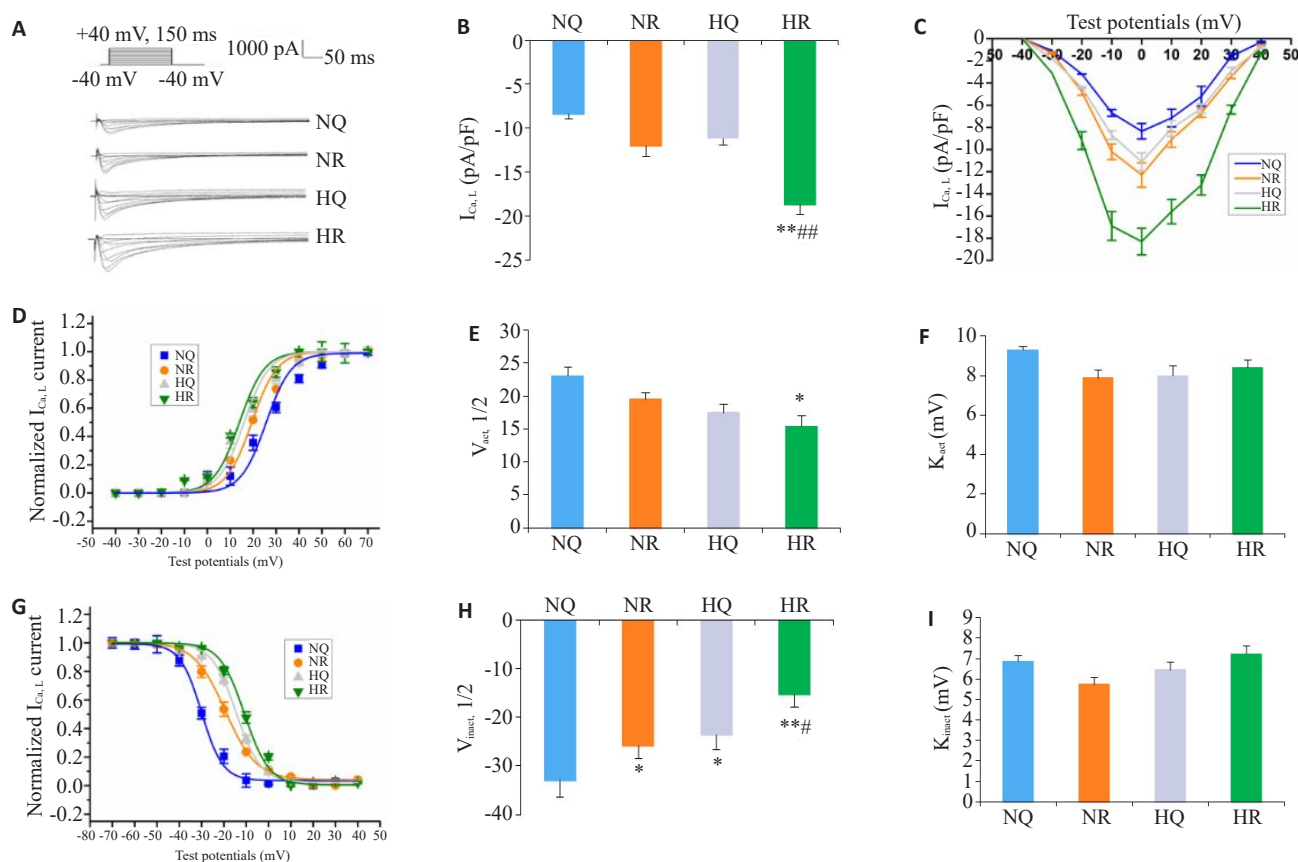 A
+40 mV, 150 ms
1000 pA
50 ms
-40 mV
-40 mV
NQ
NR
HQ
HR
B
NQ
NR
HQ
HR
0
-5
-10
-15
-20
-25
I Ca, L (pA/pF)
**##
C
Test potentials (mV)
50 -40 -30 -20 -10 0 10 20 30 40 50
0
-2
-4
-6
-8
-10
-12
-14
-16
-18
-20
I Ca, L (pA/pF)
NQ
NR
HQ
HR
D
1.2
1.0
0.8
0.6
0.4
0.2
0.0
-0.2
Normalized I Ca, L current
NQ
NR
HQ
HR
-50 -40 -30 -20 -10 0 10 20 30 40 50 60 70
Test potentials (mV)
E
30
25
20
15
10
5
0
V act, 1/2
*
NQ
NR
HQ
HR
F
10
8
6
4
2
0
K act (mV)
NQ
NR
HQ
HR
G
1.2
1.0
0.8
0.6
0.4
0.2
0.0
-0.2
Normalized I Ca, L current
NQ
NR
HQ
HR
-80 -70 -60 -50 -40 -30 -20 -10 0 10 20 30 40
Test potentials (mV)
H
NQ
NR
HQ
HR
0
-10
-20
-30
-40
V inact, 1/2
*
*
**#
I
9
8
7
6
5
4
3
2
1
0
K inact (mV)
NQ
NR
HQ
HR